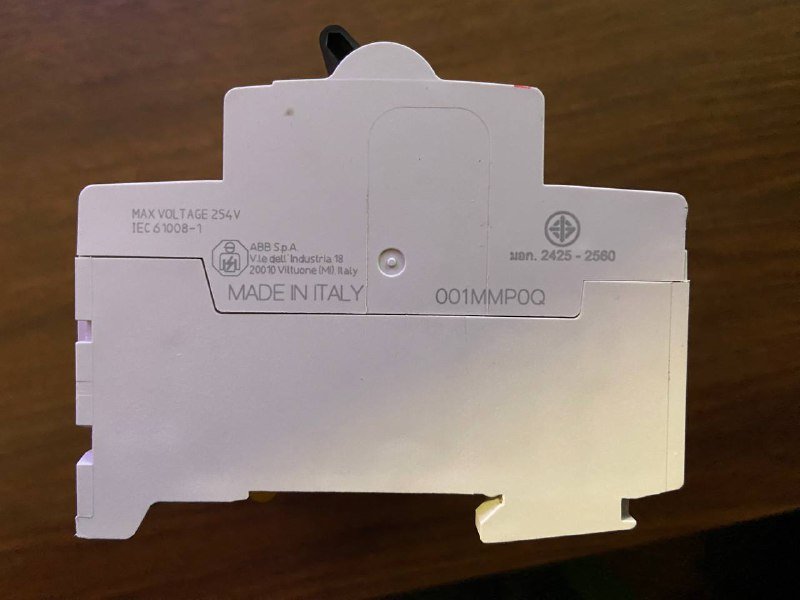 MAX VOLTAGE 254V
IEC 61008-1
ABB S.p.A.
V.le dell' Industria 18
20010 Vittuone (MI) Italy
MADE IN ITALY
001MMP0Q
มอก. 2425 - 2560